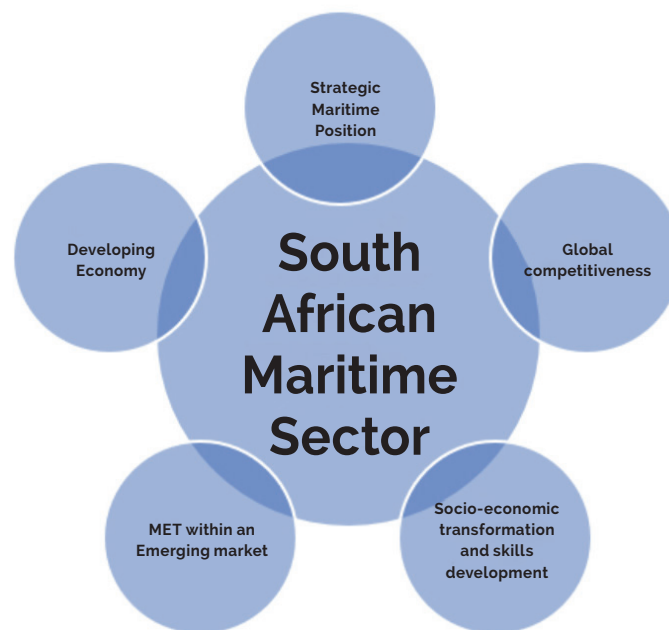 Strategic
Maritime
Position
Developing
Economy
Global
competitiveness
South
African
Maritime
Sector
MET within an
Emerging market
Socio-economic
transformation
and skills
development